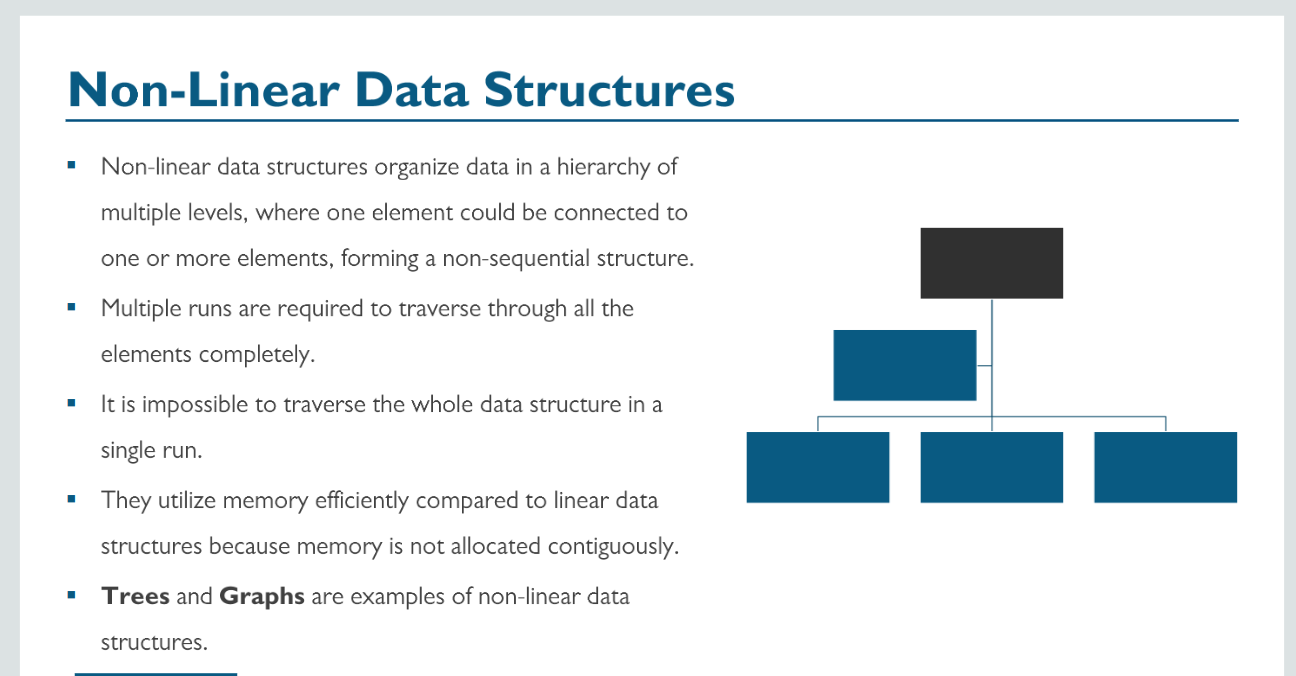 Non-Linear Data Structures
▪ Non-linear data structures organize data in a hierarchy of
multiple levels, where one element could be connected to
one or more elements, forming a non-sequential structure.
▪ Multiple runs are required to traverse through all the
elements completely.
▪ It is impossible to traverse the whole data structure in a
single run.
▪ They utilize memory efficiently compared to linear data
structures because memory is not allocated contiguously.
▪ Trees and Graphs are examples of non-linear data
structures.